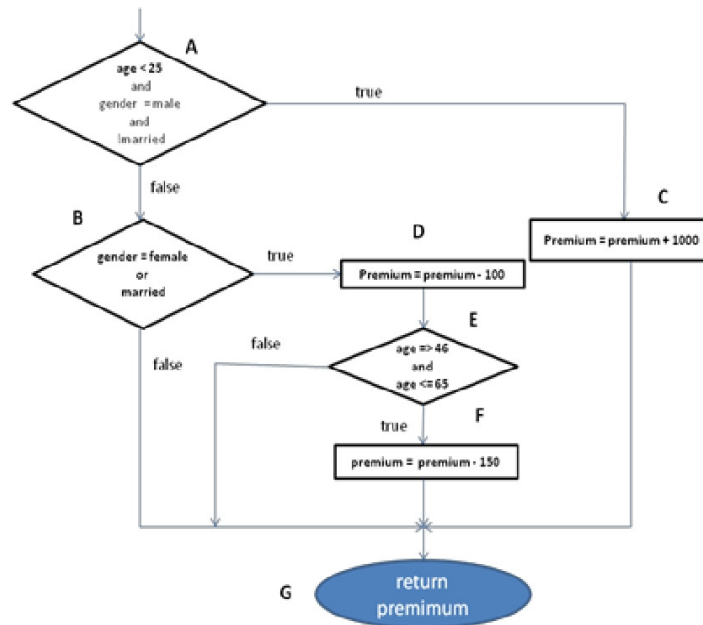 A
age < 25
and
gender = male
and
!married
true
false
C
B
D
Premium = premium + 1000
gender = female
or
married
true
Premium = premium - 100
E
false
false
age => 46
and
age <= 65
F
true
premium = premium - 150
G
return
premimum